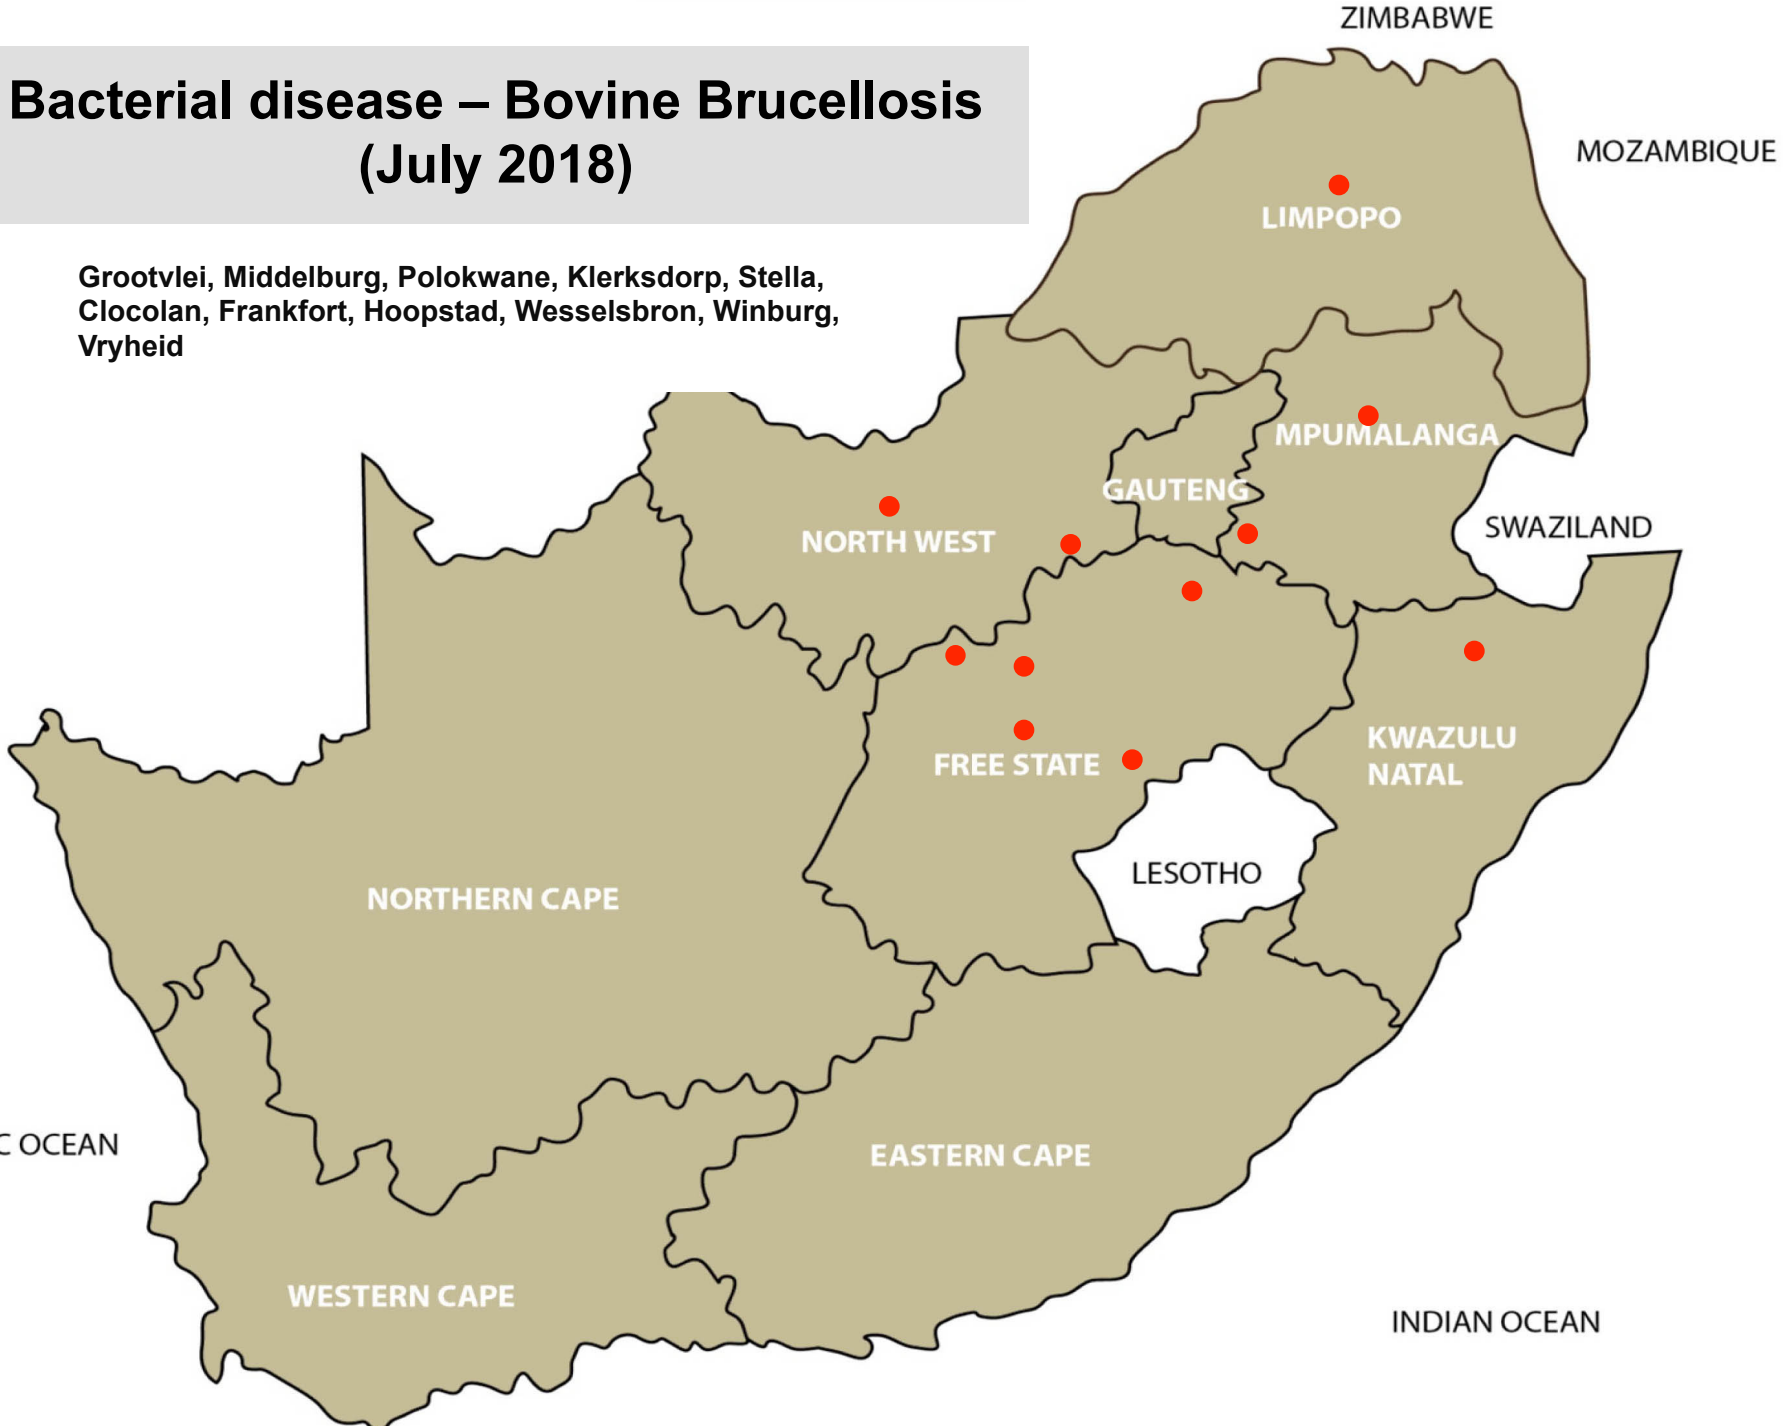 ZIMBABWE
Bacterial disease – Bovine Brucellosis
(July 2018)
MOZAMBIQUE
LIMPOPO
Grootvlei, Middelburg, Polokwane, Klerksdorp, Stella,
Clocolan, Frankfort, Hoopstad, Wesselsbron, Winburg,
Vryheid
MPUMALANGA
GAUTENG
SWAZILAND
NORTH WEST
KWAZULU
NATAL
FREE STATE
LESOTHO
NORTHERN CAPE
C OCEAN
EASTERN CAPE
WESTERN CAPE
INDIAN OCEAN